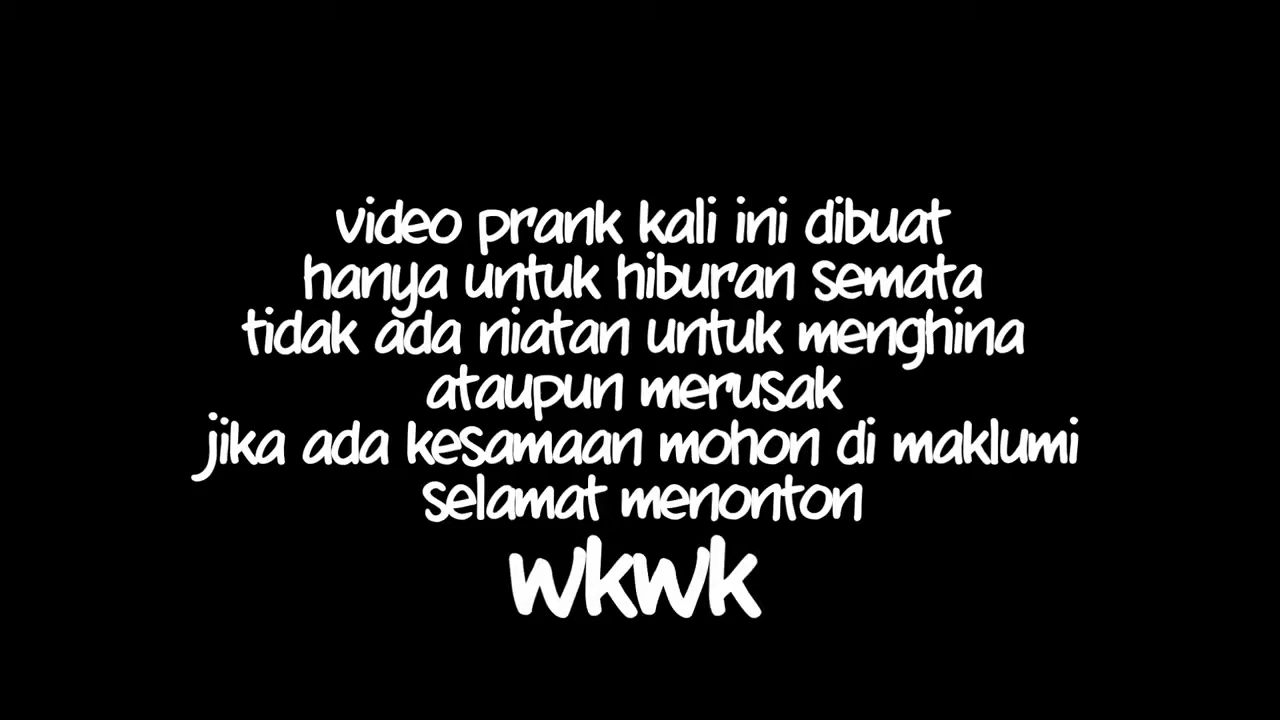 video prank kali ini dibuat
hanya untuk hiburan semata
tidak ada niatan untuk menghina
ataupun merusak
jika ada kesamaan mohon di maklumi
selamat menonton
wkwk